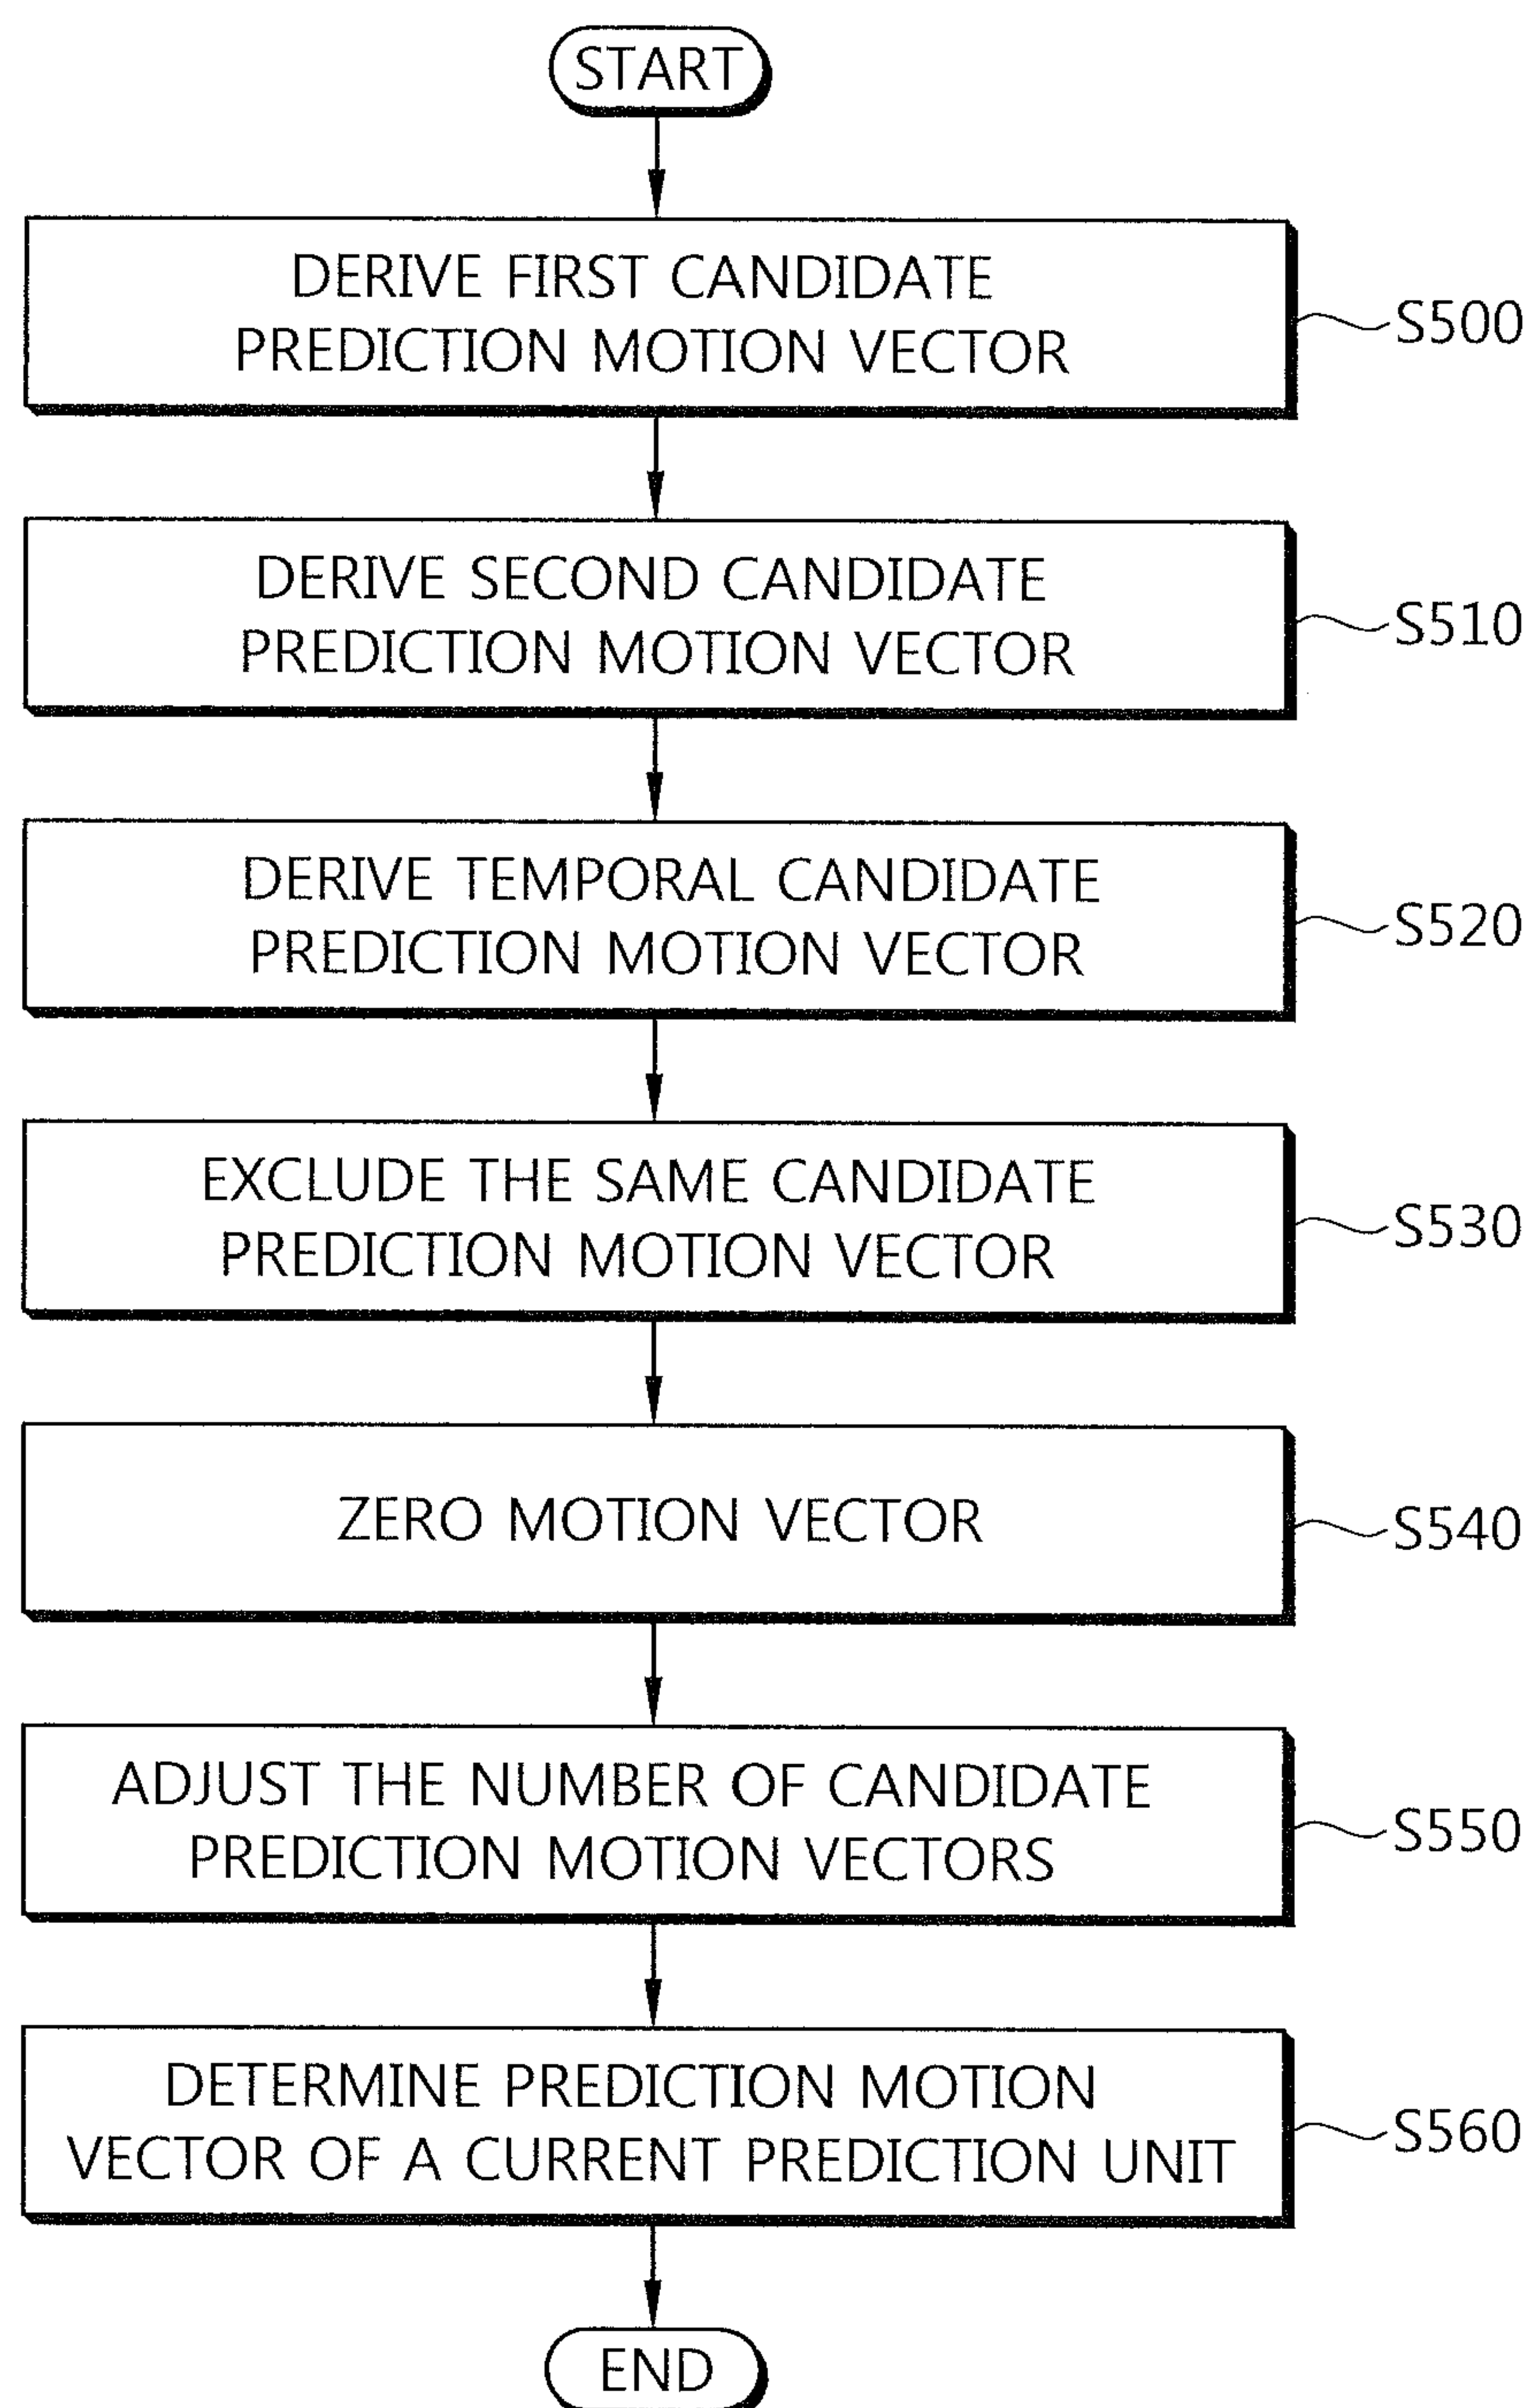 START
DERIVE FIRST CANDIDATE
PREDICTION MOTION VECTOR
S500
DERIVE SECOND CANDIDATE
PREDICTION MOTION VECTOR
S510
DERIVE TEMPORAL CANDIDATE
PREDICTION MOTION VECTOR
S520
EXCLUDE THE SAME CANDIDATE
PREDICTION MOTION VECTOR
S530
ZERO MOTION VECTOR
S540
ADJUST THE NUMBER OF CANDIDATE
PREDICTION MOTION VECTORS
S550
DETERMINE PREDICTION MOTION
VECTOR OF A CURRENT PREDICTION UNIT
S560
END